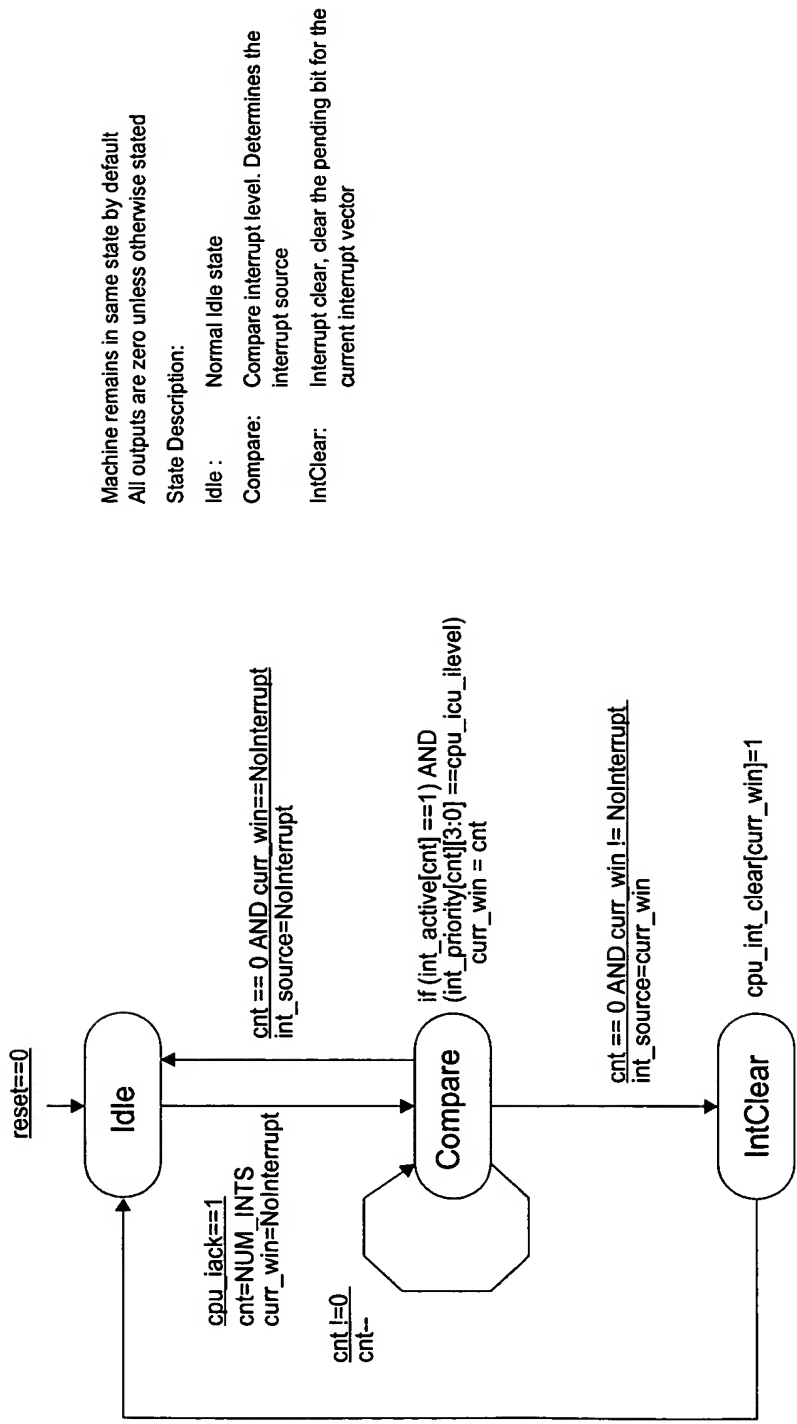 Machine remains in same state by default
All outputs are zero unless otherwise stated
State Description:
Idle : Normal Idle state
Compare: Compare interrupt level. Determines the
interrupt source
IntClear: Interrupt clear, clear the pending bit for the
current interrupt vector
reset==0
Idle
cpu_iack==1
cnt=NUM_INTS
curr_win=NoInterrupt
cnt == 0 AND curr_win==NoInterrupt
int_source=NoInterrupt
cnt !=0
cnt--
Compare
if (int_active[cnt] ==1) AND
(int_priority[cnt][3:0] ==cpu_icu_ilevel)
curr_win = cnt
cnt == 0 AND curr_win != NoInterrupt
int_source=curr_win
IntClear
cpu_int_clear[curr_win]=1